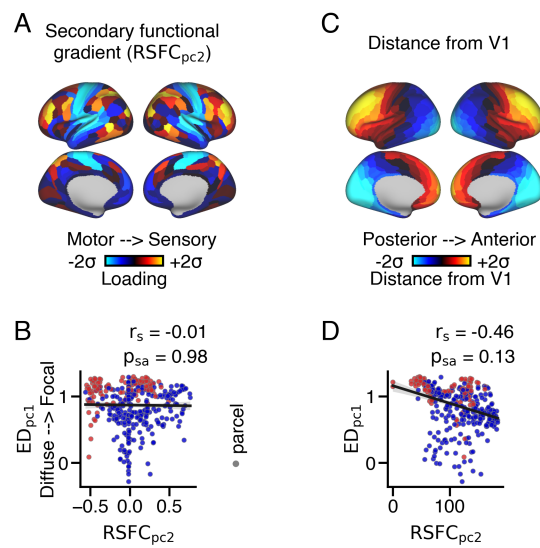 A
Secondary functional
gradient (RSFCpc2)
Motor --> Sensory
-2σ +2σ
Loading
B
rs = -0.01
psa = 0.98
EDpc1
Diffuse --> Focal
1
0
−0.5 0.0 0.5
RSFCpc2
parcel
C
Distance from V1
Posterior --> Anterior
-2σ +2σ
Distance from V1
D
rs = -0.46
psa = 0.13
EDpc1
1
0
0 100
RSFCpc2